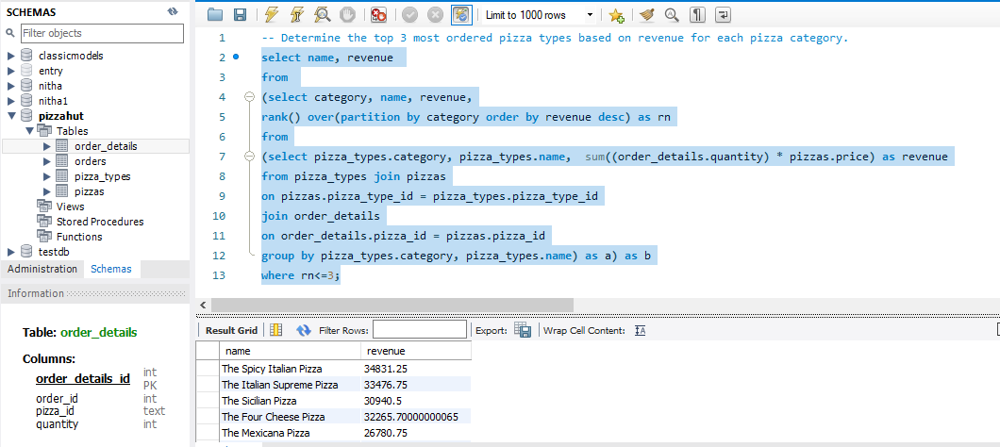 SCHEMAS
Filter objects
classicmodels
entry
nitha
nitha1
pizzahut
Tables
order_details
orders
pizza_types
pizzas
Views
Stored Procedures
Functions
testdb
Administration Schemas
Information
Table: order_details
Columns:
order_details_id int PK
order_id int
pizza_id text
quantity int
Limit to 1000 rows
1 -- Determine the top 3 most ordered pizza types based on revenue for each pizza category.
2 select name, revenue
3 from
4 (select category, name, revenue,
5 rank() over(partition by category order by revenue desc) as rn
6 from
7 (select pizza_types.category, pizza_types.name,  sum((order_details.quantity) * pizzas.price) as revenue
8 from pizza_types join pizzas
9 on pizzas.pizza_type_id = pizza_types.pizza_type_id
10 join order_details
11 on order_details.pizza_id = pizzas.pizza_id
12 group by pizza_types.category, pizza_types.name) as a) as b
13 where rn<=3;
Result Grid Filter Rows: Export: Wrap Cell Content:
name revenue
The Spicy Italian Pizza 34831.25
The Italian Supreme Pizza 33476.75
The Sicilian Pizza 30940.5
The Four Cheese Pizza 32265.70000000065
The Mexicana Pizza 26780.75